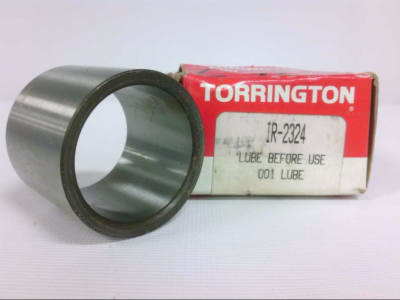 TORRINGTON
IR-2324
LUBE BEFORE USE
001 LUBE